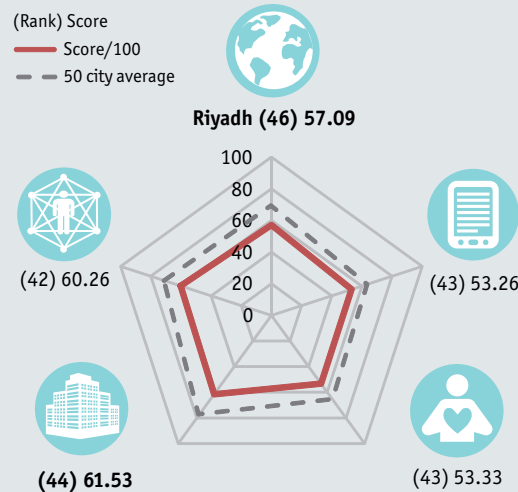 (Rank) Score
Score/100
50 city average
Riyadh (46) 57.09
100
80
60
40
20
0
(42) 60.26
(43) 53.26
(44) 61.53
(43) 53.33